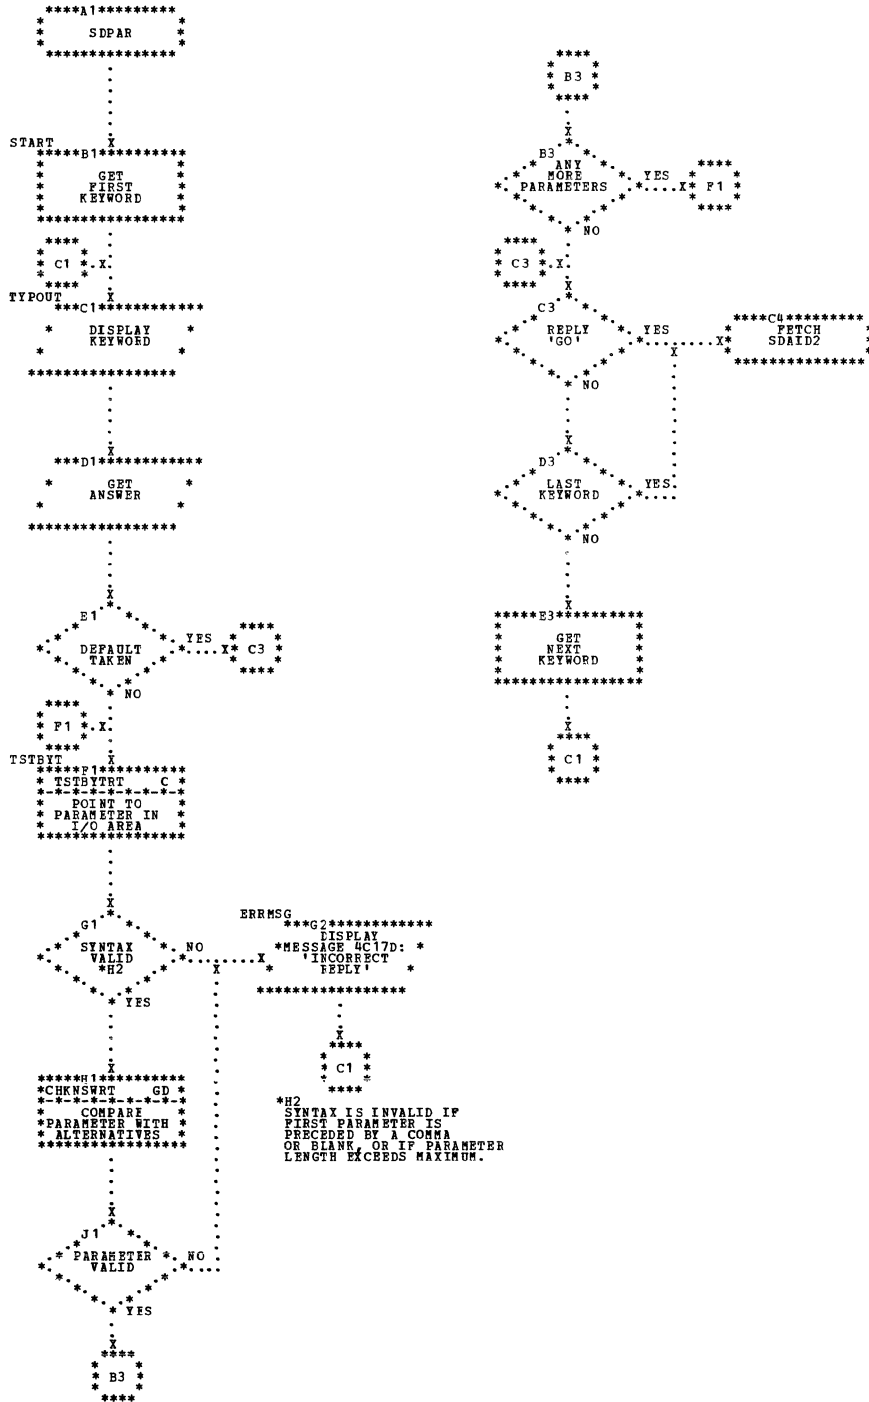 A1
SDPAR
START
B1
GET
FIRST
KEYWORD
C1
TYPOUT
C1
DISPLAY
KEYWORD
D1
GET
ANSWER
E1
DEFAULT
TAKEN
YES
C3
NO
F1
TSTBYT
F1
TSTBYTRT C
POINT TO
PARAMETER IN
I/O AREA
G1
SYNTAX
VALID
*H2
NO
YES
ERRMSG
G2
DISPLAY
MESSAGE 4C17D:
'INCORRECT
REPLY'
C1
H1
CHKNSWRT GD
COMPARE
PARAMETER WITH
ALTERNATIVES
*H2
SYNTAX IS INVALID IF
FIRST PARAMETER IS
PRECEDED BY A COMMA
OR BLANK, OR IF PARAMETER
LENGTH EXCEEDS MAXIMUM.
J1
PARAMETER
VALID
NO
YES
B3
B3
B3
ANY
MORE
PARAMETERS
YES
F1
NO
C3
C3
REPLY
'GO'
YES
C4
FETCH
SDAID2
NO
D3
LAST
KEYWORD
YES
NO
E3
GET
NEXT
KEYWORD
C1